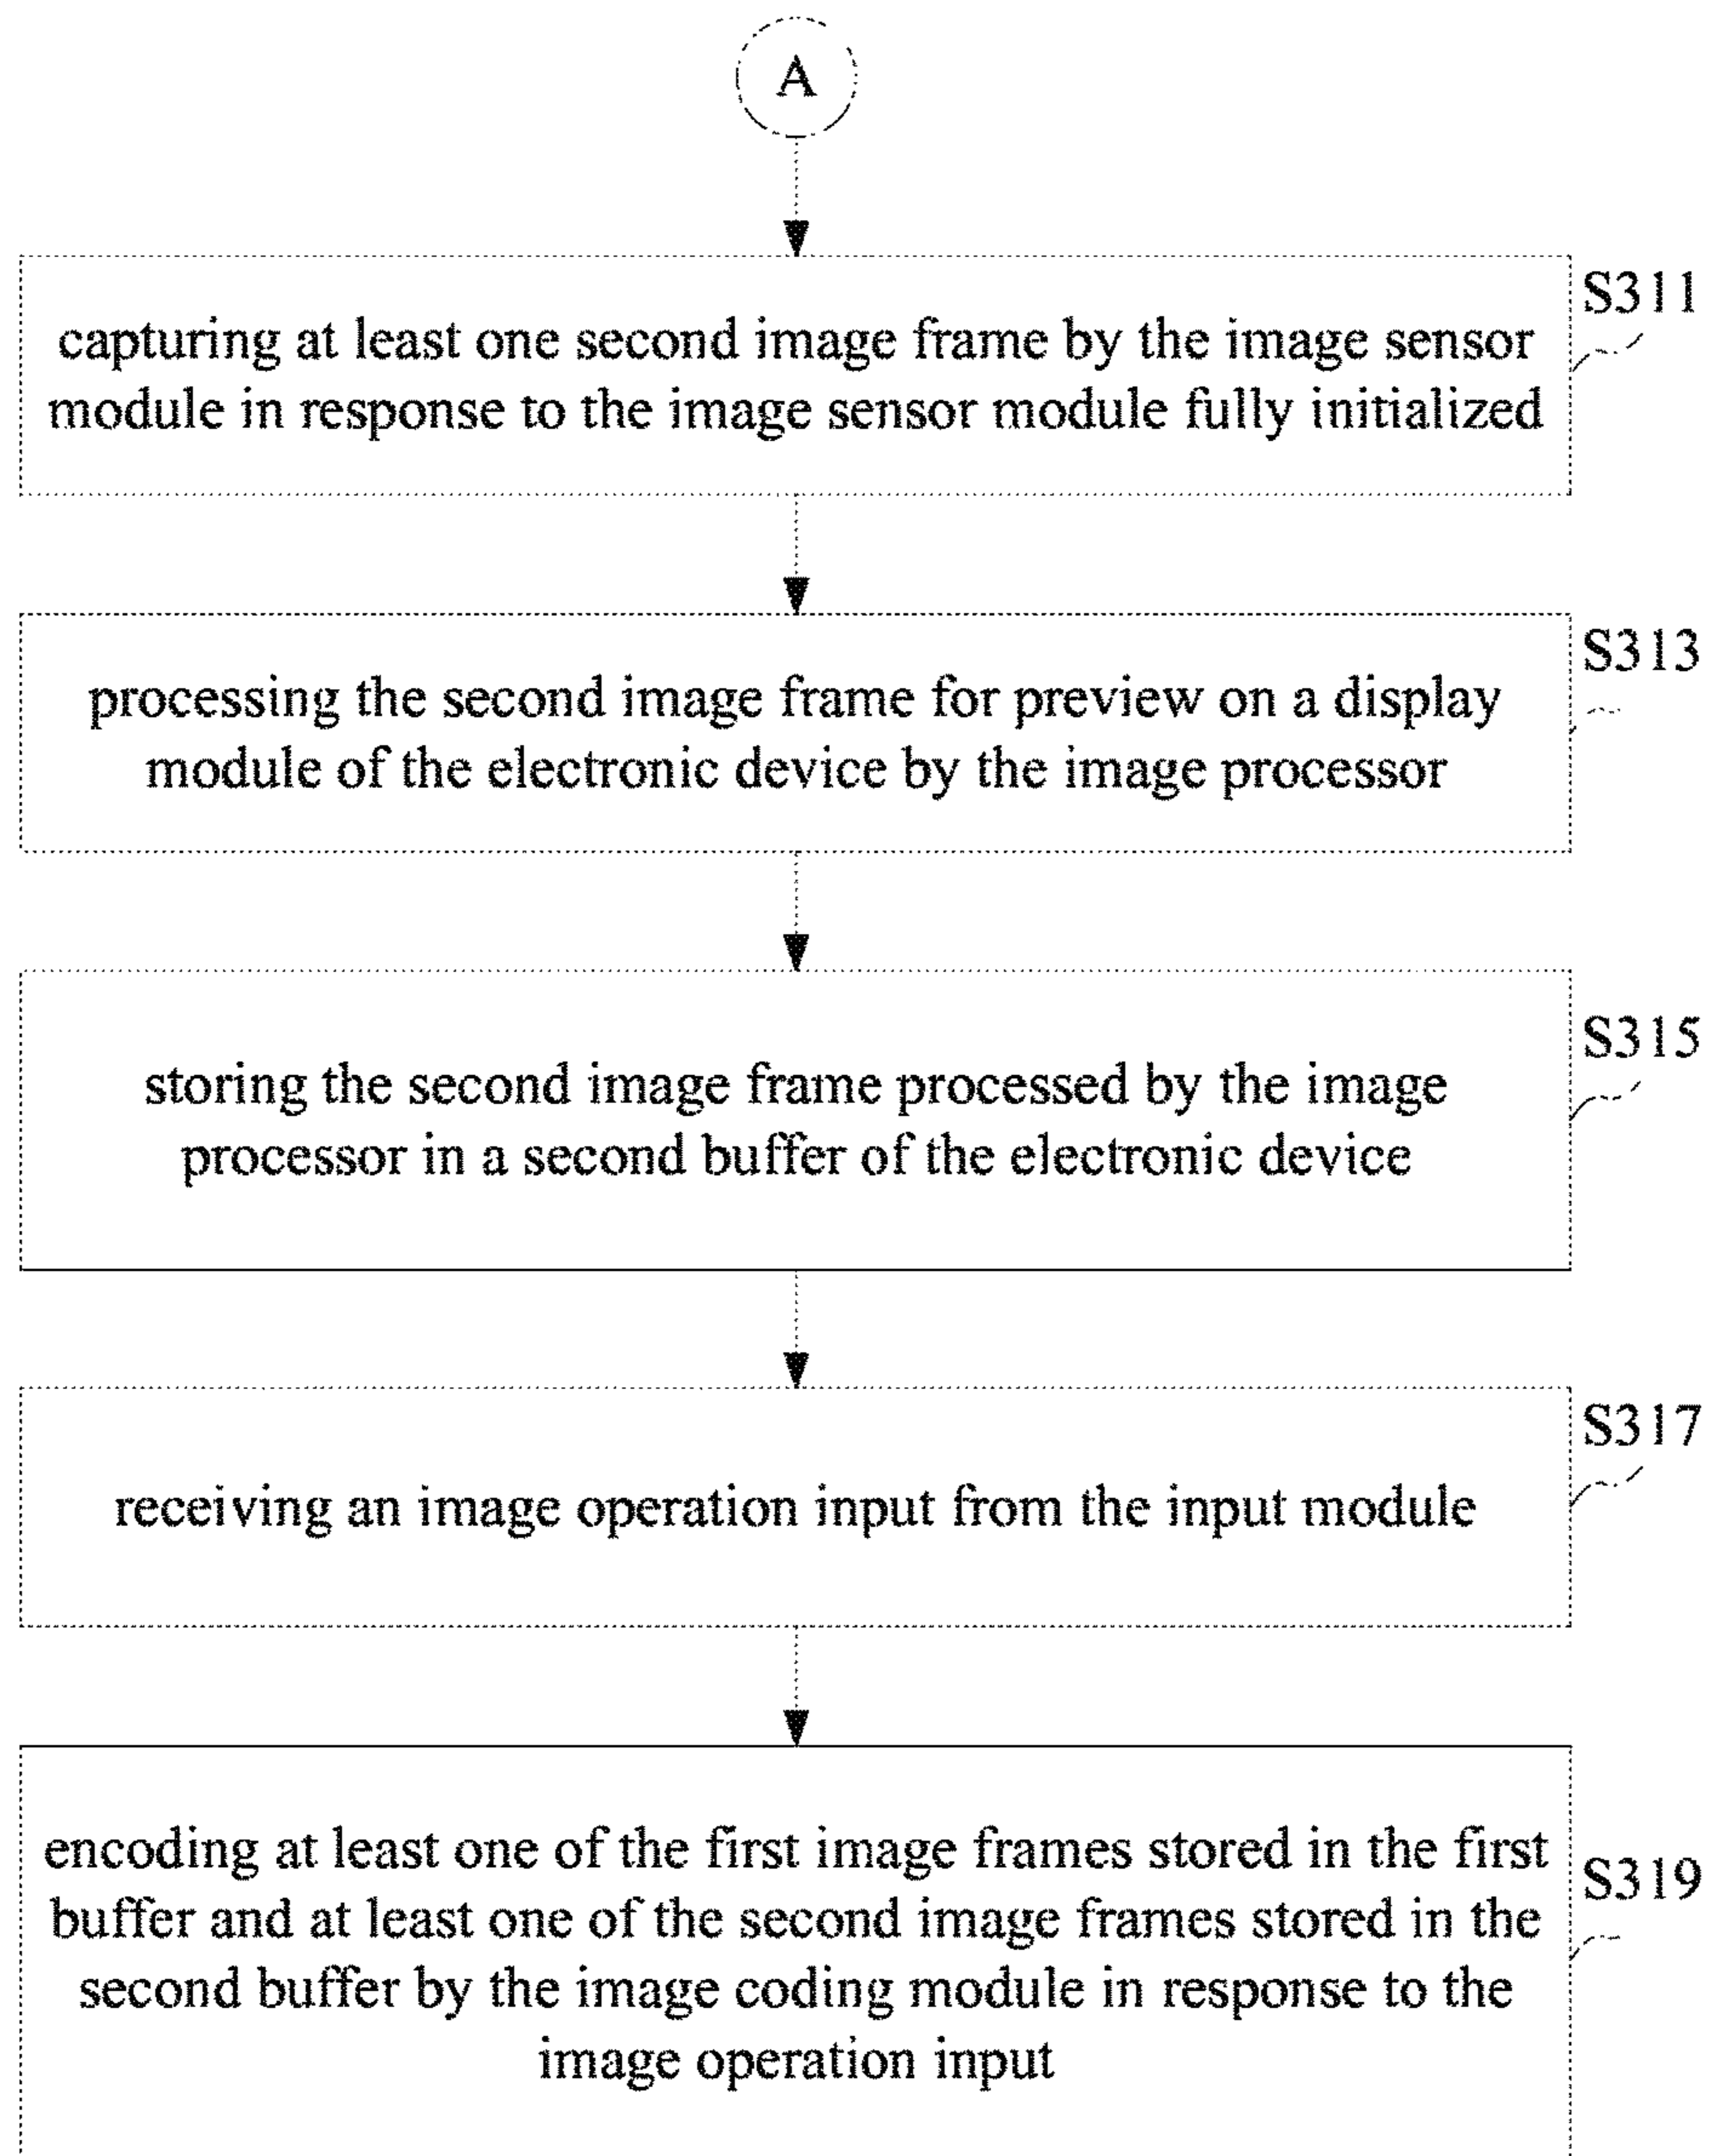 A
S311
capturing at least one second image frame by the image sensor
module in response to the image sensor module fully initialized
S313
processing the second image frame for preview on a display
module of the electronic device by the image processor
S315
storing the second image frame processed by the image
processor in a second buffer of the electronic device
S317
receiving an image operation input from the input module
S319
encoding at least one of the first image frames stored in the first
buffer and at least one of the second image frames stored in the
second buffer by the image coding module in response to the
image operation input